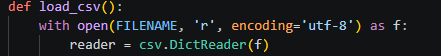 def load_csv():
    with open(FILENAME, 'r', encoding='utf-8') as f:
        reader = csv.DictReader(f)